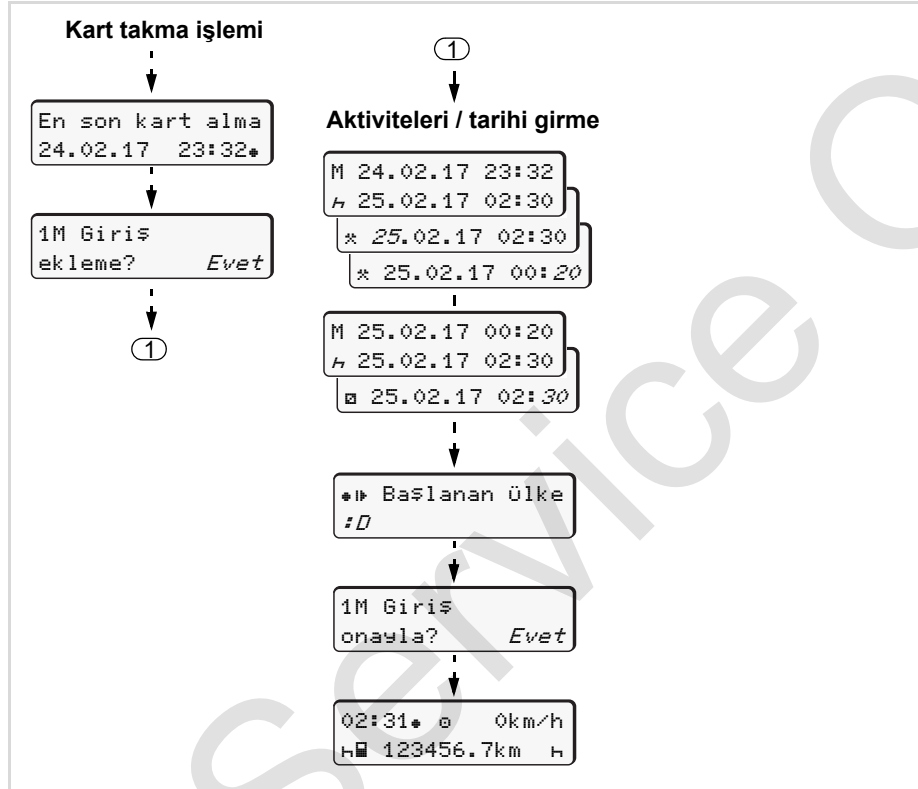 Kart takma işlemi
En son kart alma
24.02.17 23:32
1M Giriş
ekleme? Evet
1
1
Aktiviteleri / tarihi girme
M 24.02.17 23:32
25.02.17 02:30
25.02.17 02:30
25.02.17 00:20
M 25.02.17 00:20
25.02.17 02:30
25.02.17 02:30
Başlanan ülke
:D
1M Giriş
onayla? Evet
02:31 0km/h
123456.7km
Service